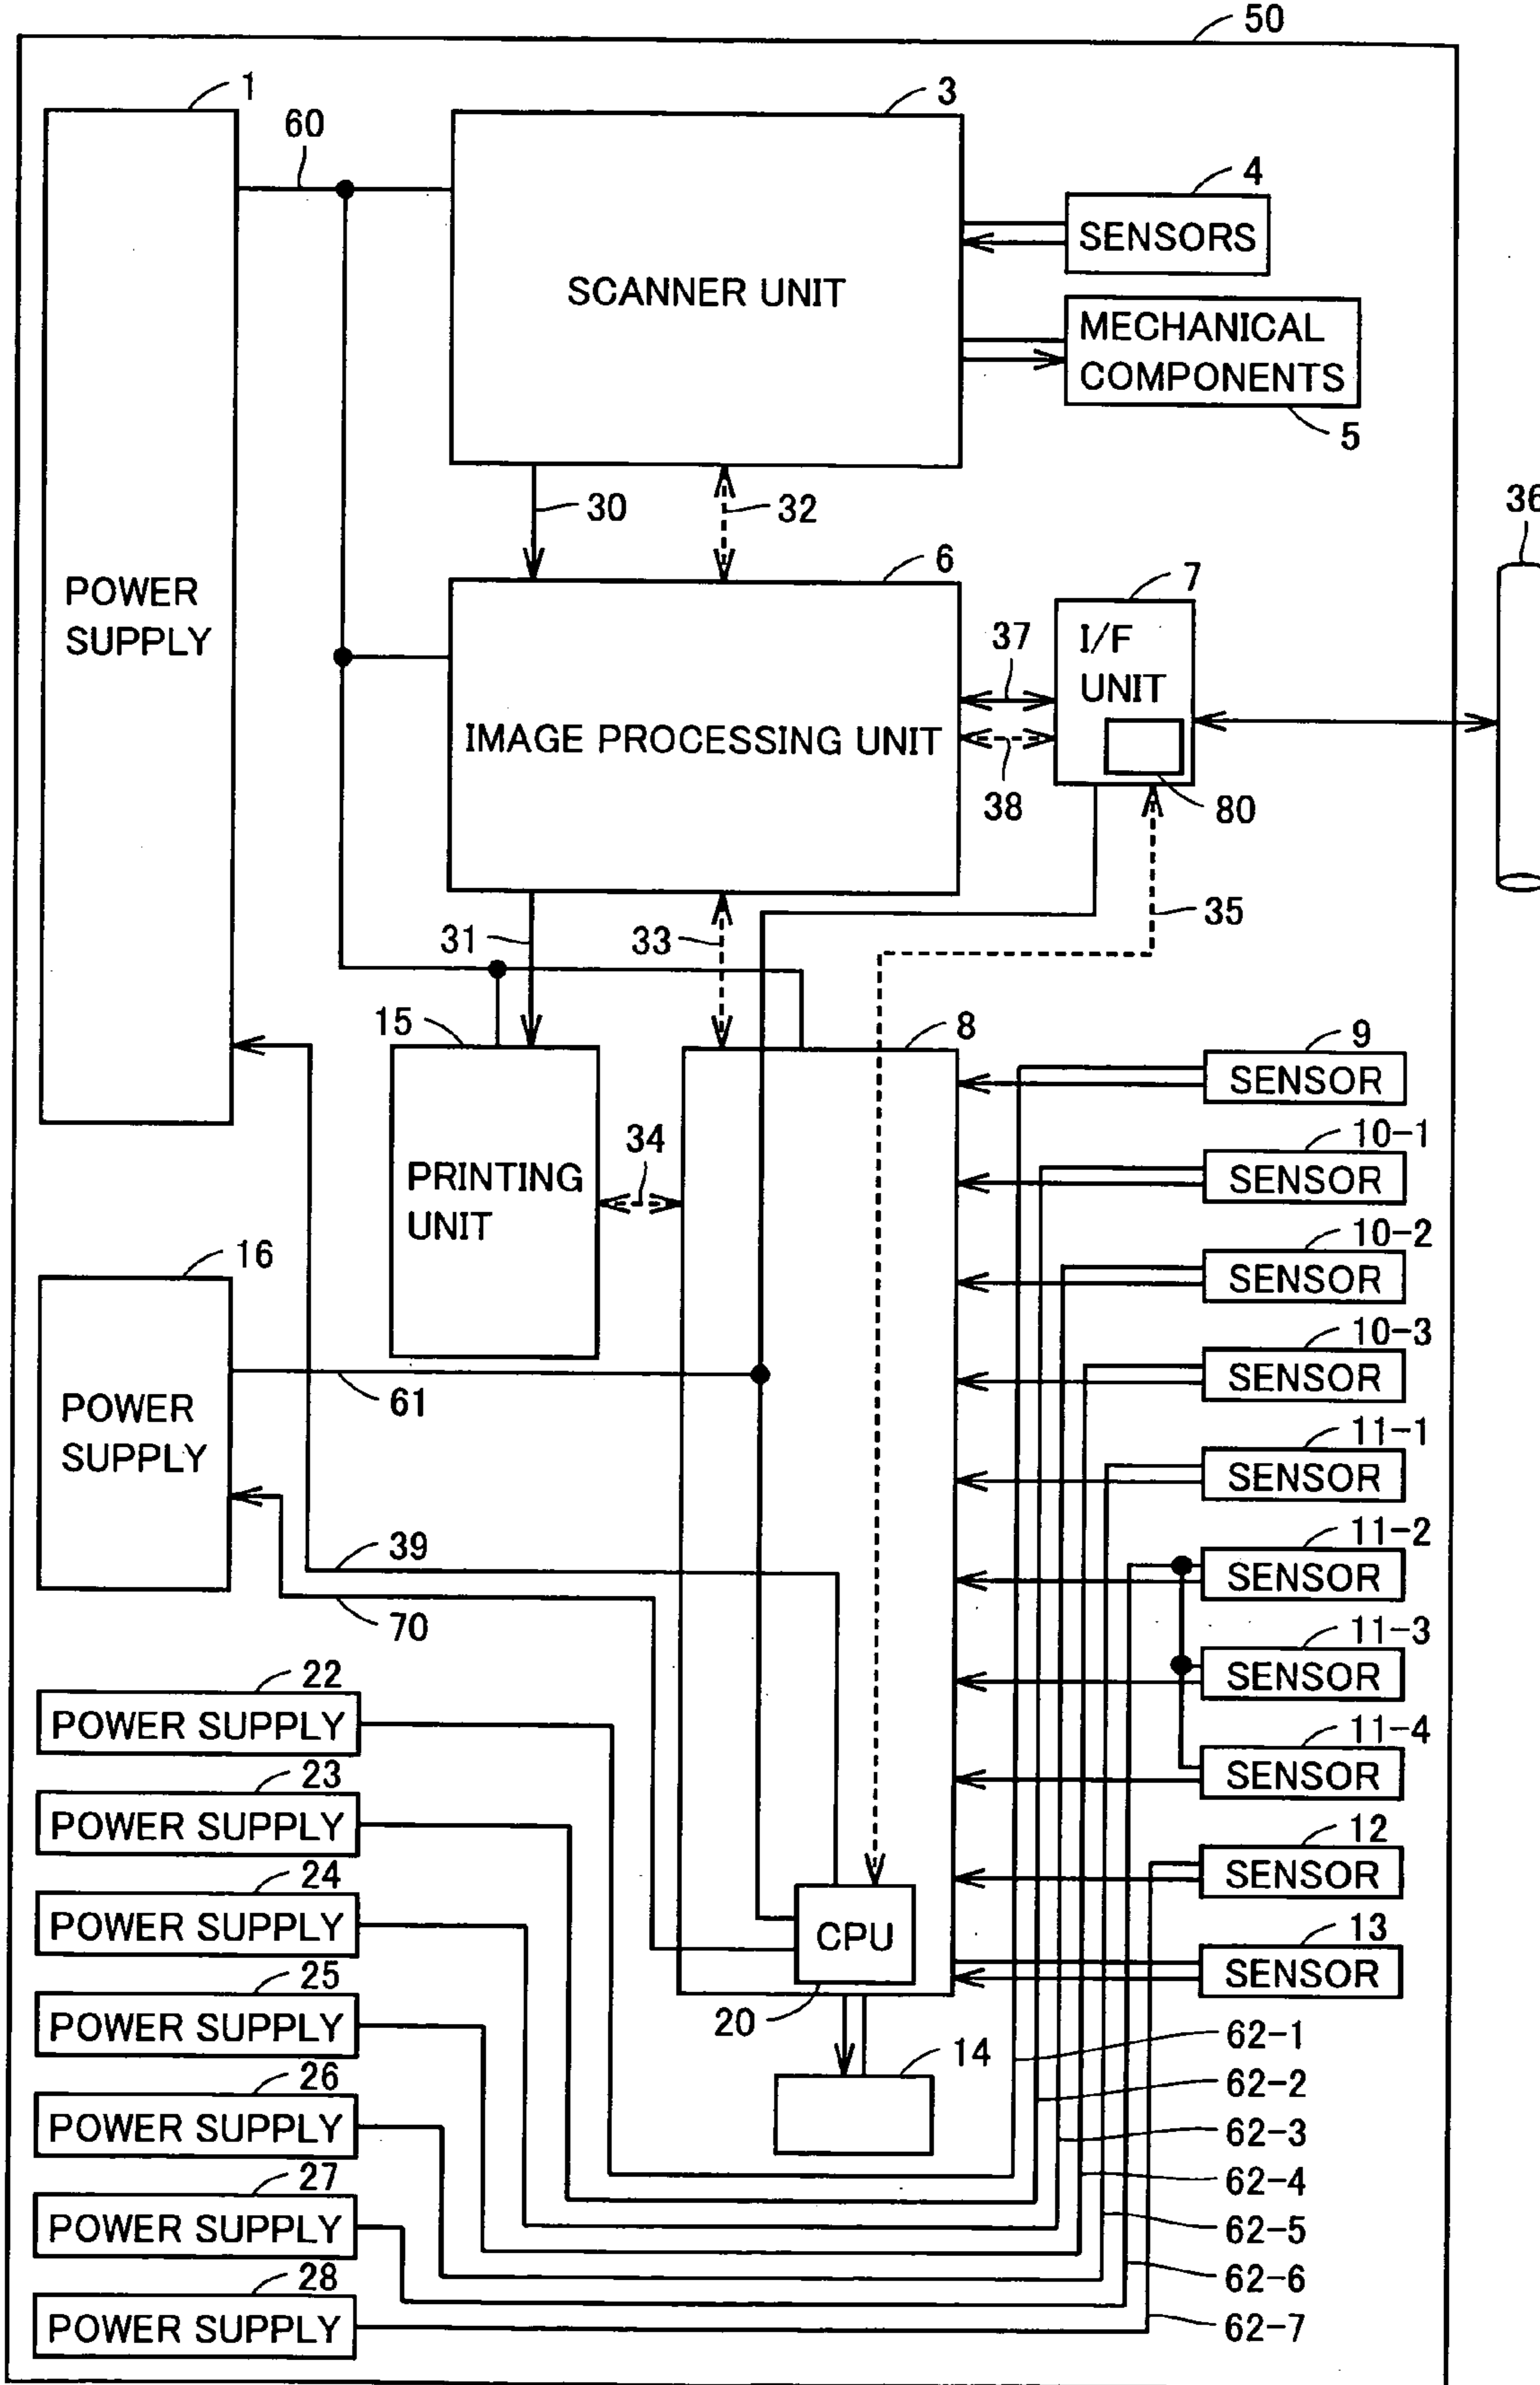 50
1
3
60
4
SENSORS
SCANNER UNIT
MECHANICAL
COMPONENTS
5
30
32
36
6
7
POWER
SUPPLY
37
I/F
UNIT
IMAGE PROCESSING UNIT
38
80
31
33
35
15
8
9
SENSOR
10-1
SENSOR
34
PRINTING
UNIT
10-2
SENSOR
16
10-3
SENSOR
61
POWER
SUPPLY
11-1
SENSOR
39
11-2
SENSOR
70
11-3
SENSOR
22
POWER SUPPLY
11-4
SENSOR
23
POWER SUPPLY
12
SENSOR
24
POWER SUPPLY
CPU
13
SENSOR
25
POWER SUPPLY
20
62-1
14
62-2
26
POWER SUPPLY
62-3
62-4
27
POWER SUPPLY
62-5
62-6
28
POWER SUPPLY
62-7